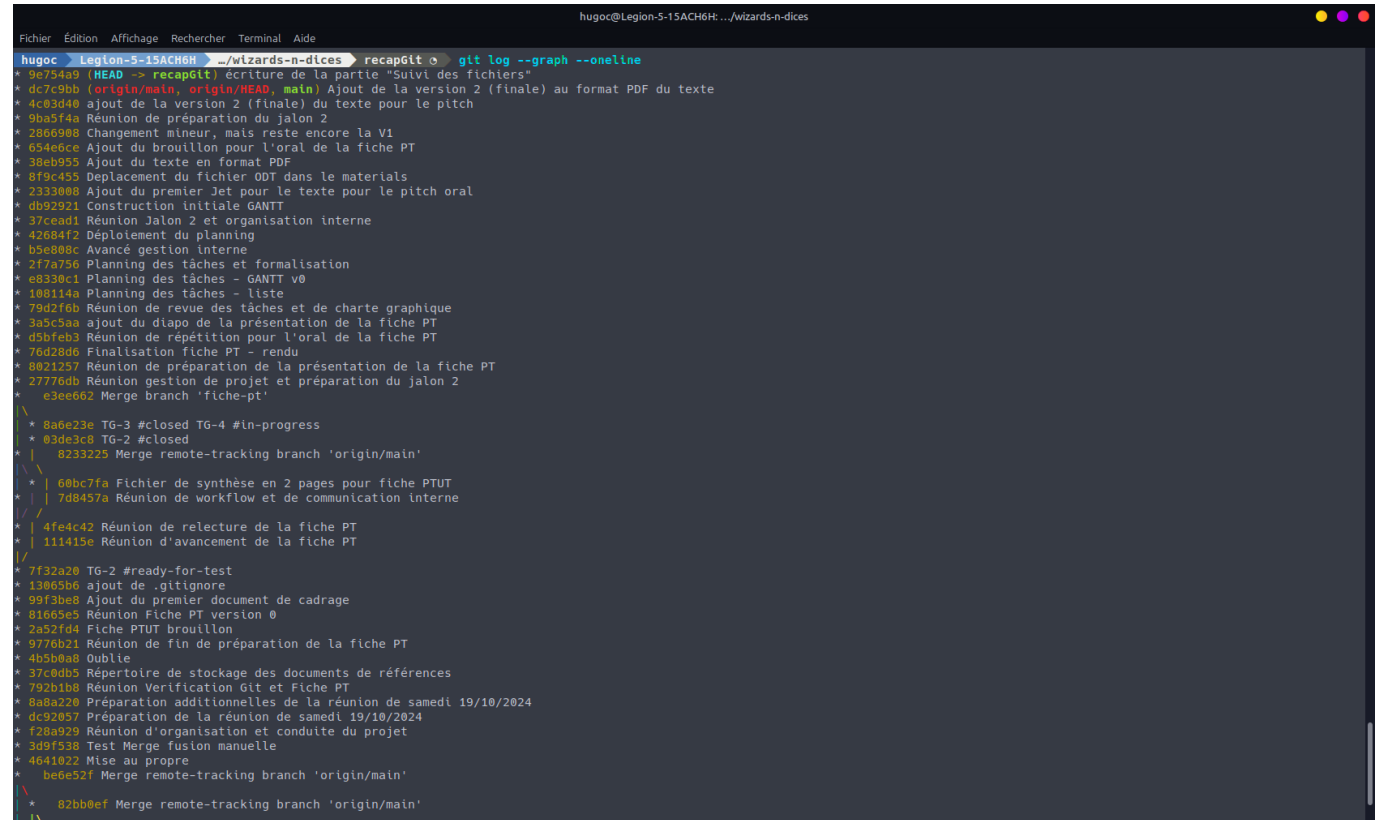 hugoc@Legion-5-15ACH6H: .../wizards-n-dices
Fichier Édition Affichage Rechercher Terminal Aide
hugoc Legion-5-15ACH6H …/wizards-n-dices recapGit git log --graph --oneline
* 9e754a9 (HEAD -> recapGit) écriture de la partie "Suivi des fichiers"
* dc7c9bb (origin/main, origin/HEAD, main) Ajout de la version 2 (finale) au format PDF du texte
* 4c03d40 ajout de la version 2 (finale) du texte pour le pitch
* 9ba5f4a Réunion de préparation du jalon 2
* 2866908 Changement mineur, mais reste encore la V1
* 654e6ce Ajout du brouillon pour l'oral de la fiche PT
* 38eb955 Ajout du texte en format PDF
* 8f9c455 Deplacement du fichier ODT dans le materials
* 2333008 Ajout du premier Jet pour le texte pour le pitch oral
* db92921 Construction initiale GANTT
* 37cead1 Réunion Jalon 2 et organisation interne
* 42684f2 Déploiement du planning
* b5e808c Avancé gestion interne
* 2f7a756 Planning des tâches et formalisation
* e8330c1 Planning des tâches - GANTT v0
* 108114a Planning des tâches - liste
* 79d2f6b Réunion de revue des tâches et de charte graphique
* 3a5c5aa ajout du diapo de la présentation de la fiche PT
* d5bfeb3 Réunion de répétition pour l'oral de la fiche PT
* 76d28d6 Finalisation fiche PT - rendu
* 8021257 Réunion de préparation de la présentation de la fiche PT
* 27776db Réunion gestion de projet et préparation du jalon 2
*   e3ee662 Merge branch 'fiche-pt'
|\
| * 8a6e23e TG-3 #closed TG-4 #in-progress
| * 03de3c8 TG-2 #closed
* |   8233225 Merge remote-tracking branch 'origin/main'
|\ \
| * | 60bc7fa Fichier de synthèse en 2 pages pour fiche PTUT
* | | 7d8457a Réunion de workflow et de communication interne
|/ /
* | 4fe4c42 Réunion de relecture de la fiche PT
* | 111415e Réunion d'avancement de la fiche PT
|/
* 7f32a20 TG-2 #ready-for-test
* 13065b6 ajout de .gitignore
* 99f3be8 Ajout du premier document de cadrage
* 81665e5 Réunion Fiche PT version 0
* 2a52fd4 Fiche PTUT brouillon
* 9776b21 Réunion de fin de préparation de la fiche PT
* 4b5b0a8 Oublie
* 37c0db5 Répertoire de stockage des documents de références
* 792b1b8 Réunion Verification Git et Fiche PT
* 8a8a220 Préparation additionnelles de la réunion de samedi 19/10/2024
* dc92057 Préparation de la réunion de samedi 19/10/2024
* f28a929 Réunion d'organisation et conduite du projet
* 3d9f538 Test Merge fusion manuelle
* 4641022 Mise au propre
*   be6e52f Merge remote-tracking branch 'origin/main'
|\
| *   82bb0ef Merge remote-tracking branch 'origin/main'
| |\